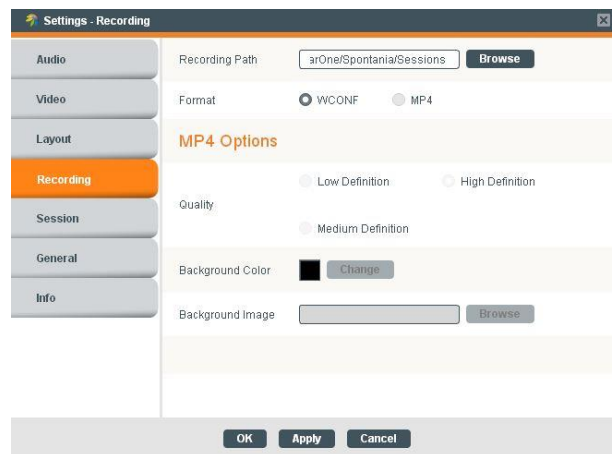 Settings - Recording
Audio
Video
Layout
Recording
Session
General
Info
Recording Path arOne/Spontania/Sessions Browse
Format WCONF MP4
MP4 Options
Quality
Low Definition High Definition
Medium Definition
Background Color Change
Background Image Browse
OK Apply Cancel